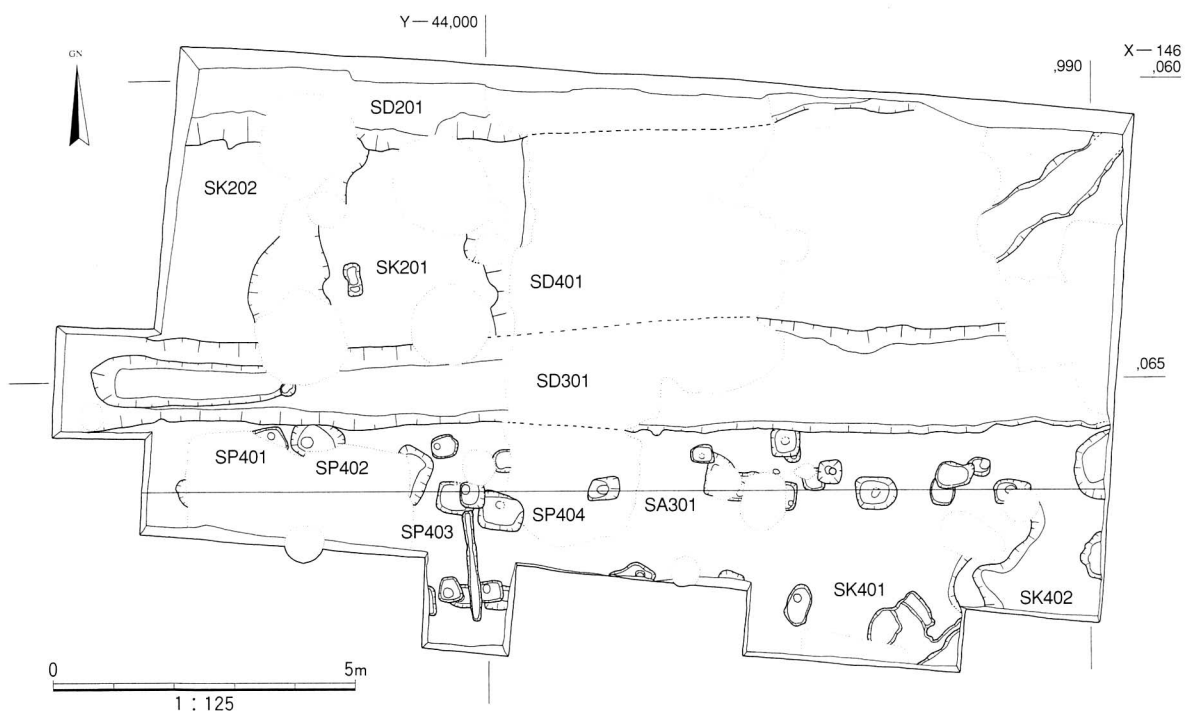 Y—44,000
X—146
,990
,060
GN
SD201
SK202
SK201
SD401
SD301
,065
SP401
SP402
SP403
SP404
SA301
SK401
SK402
0
5m
1：125